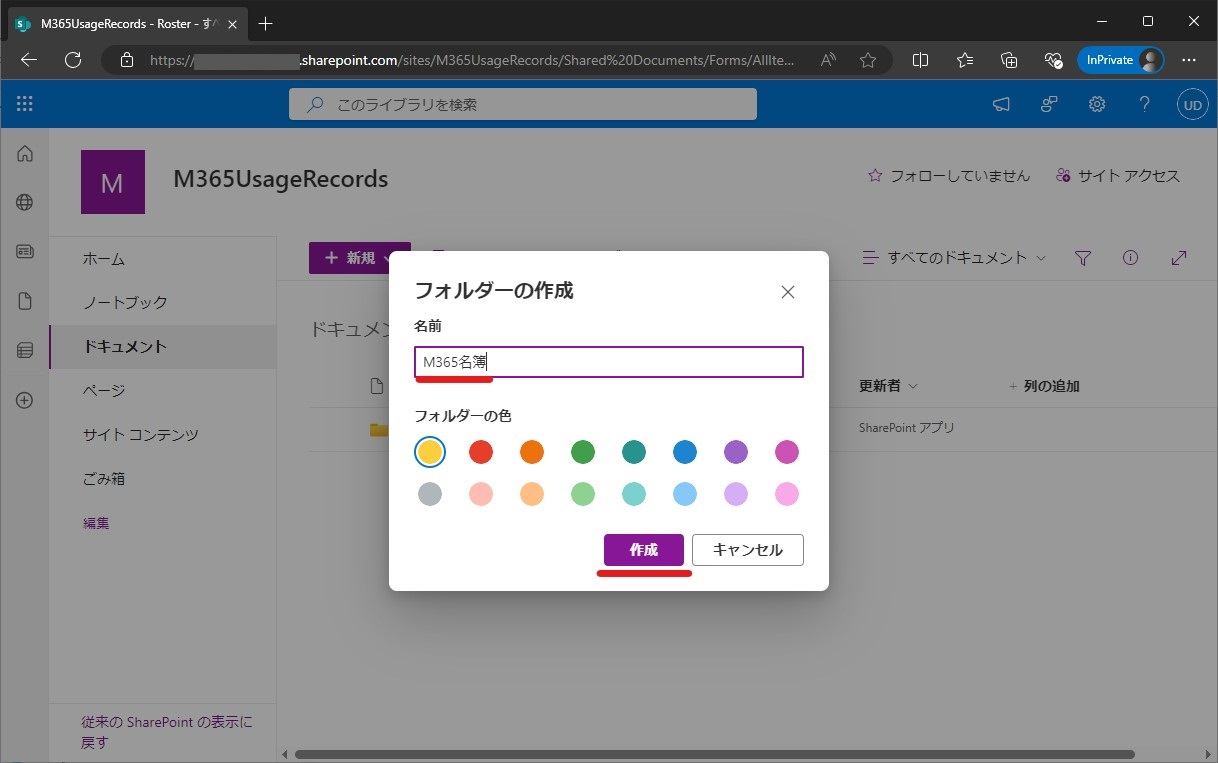 M365UsageRecords - Roster - すべ
https://
.sharepoint.com/sites/M365UsageRecords/Shared%20Documents/Forms/AllIte...
InPrivate
このライブラリを検索
UD
M
M365UsageRecords
フォローしていません
サイト アクセス
ホーム
ノートブック
ドキュメント
ページ
サイト コンテンツ
ごみ箱
編集
従来の SharePoint の表示に
戻す
新規
すべてのドキュメント
ドキュメン
更新者
列の追加
SharePoint アプリ
フォルダーの作成
名前
M365名簿
フォルダーの色
作成
キャンセル